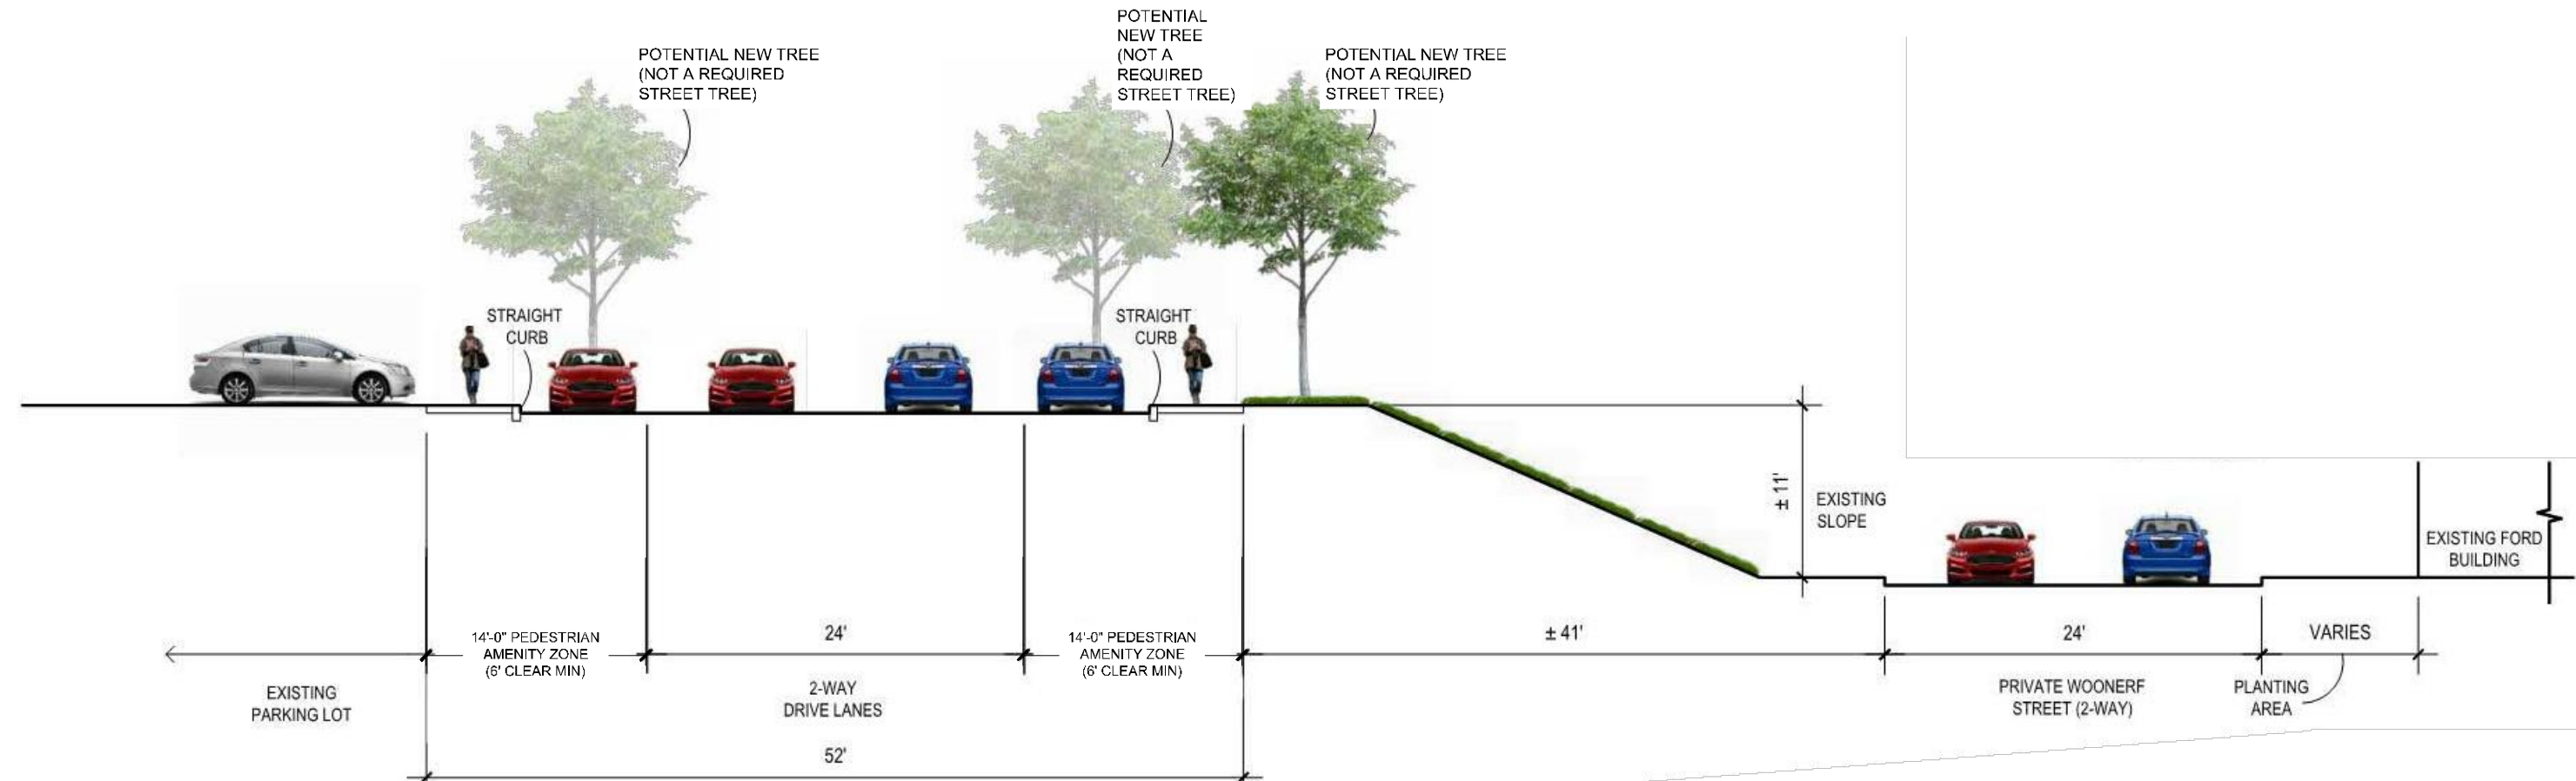 POTENTIAL NEW TREE
(NOT A REQUIRED
STREET TREE)
POTENTIAL
NEW TREE
(NOT A
REQUIRED
STREET TREE)
POTENTIAL NEW TREE
(NOT A REQUIRED
STREET TREE)
STRAIGHT
CURB
STRAIGHT
CURB
± 11'
EXISTING
SLOPE
EXISTING FORD
BUILDING
14'-0" PEDESTRIAN
AMENITY ZONE
(6' CLEAR MIN)
24'
14'-0" PEDESTRIAN
AMENITY ZONE
(6' CLEAR MIN)
± 41'
24'
VARIES
EXISTING
PARKING LOT
2-WAY
DRIVE LANES
PRIVATE WOONERF
STREET (2-WAY)
PLANTING
AREA
52'